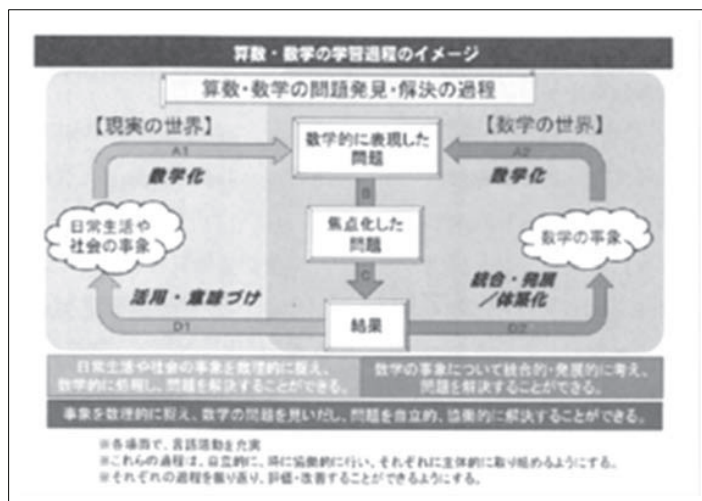 算数・数学の学習過程のイメージ
算数・数学の問題発見・解決の過程
【現実の世界】
【数学の世界】
数学的に表現した
問題
A1
A2
数学化
数学化
B
日常生活や
社会の事象
焦点化した
問題
数学の事象
C
活用・意味づけ
統合・発展
/体系化
D1
結果
D2
日常生活や社会の事象を数理的に捉え、
数学的に処理し、問題を解決することができる。
数学の事象について統合的・発展的に考え、
問題を解決することができる。
事象を数理的に捉え、数学の問題を見いだし、問題を自立的、協働的に解決することができる。
※各場面で、言語活動を充実
※これらの過程は、自立的に、時に協働的に行い、それぞれに主体的に取り組めるようにする。
※それぞれの過程を振り返り、評価・改善することができるようにする。